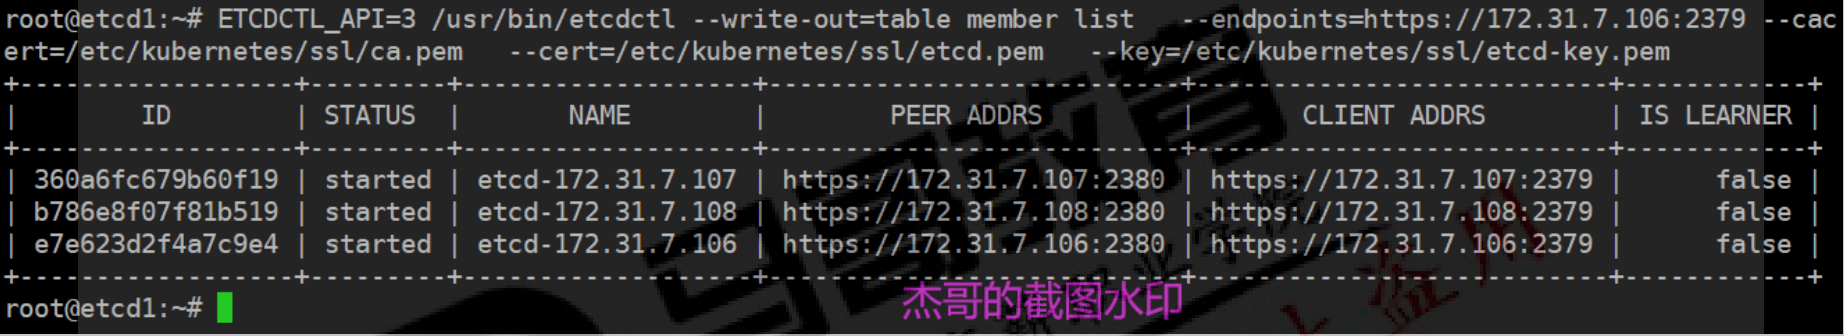 root@etcd1:~# ETCDCTL_API=3 /usr/bin/etcdctl --write-out=table member list   --endpoints=https://172.31.7.106:2379 --cac
ert=/etc/kubernetes/ssl/ca.pem   --cert=/etc/kubernetes/ssl/etcd.pem   --key=/etc/kubernetes/ssl/etcd-key.pem
+------------------+---------+-------------------+---------------------------+---------------------------+------------+
|        ID        | STATUS  |       NAME        |        PEER ADDRS         |       CLIENT ADDRS        | IS LEARNER |
+------------------+---------+-------------------+---------------------------+---------------------------+------------+
| 360a6fc679b60f19 | started | etcd-172.31.7.107 | https://172.31.7.107:2380 | https://172.31.7.107:2379 |      false |
| b786e8f07f81b519 | started | etcd-172.31.7.108 | https://172.31.7.108:2380 | https://172.31.7.108:2379 |      false |
| e7e623d2f4a7c9e4 | started | etcd-172.31.7.106 | https://172.31.7.106:2380 | https://172.31.7.106:2379 |      false |
+------------------+---------+-------------------+---------------------------+---------------------------+------------+
root@etcd1:~#
马哥教育
杰哥的截图水印